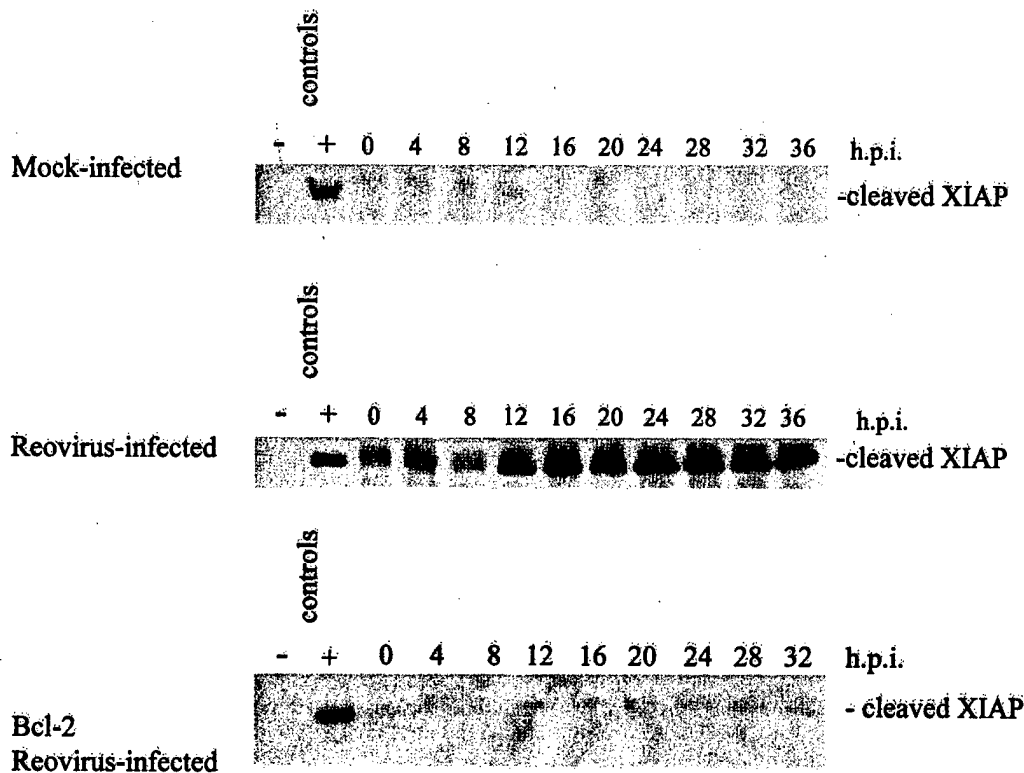 controls
- + 0 4 8 12 16 20 24 28 32 36 h.p.i.
Mock-infected
-cleaved XIAP
controls
- + 0 4 8 12 16 20 24 28 32 36 h.p.i.
Reovirus-infected
-cleaved XIAP
controls
- + 0 4 8 12 16 20 24 28 32 h.p.i.
- cleaved XIAP
Bcl-2
Reovirus-infected